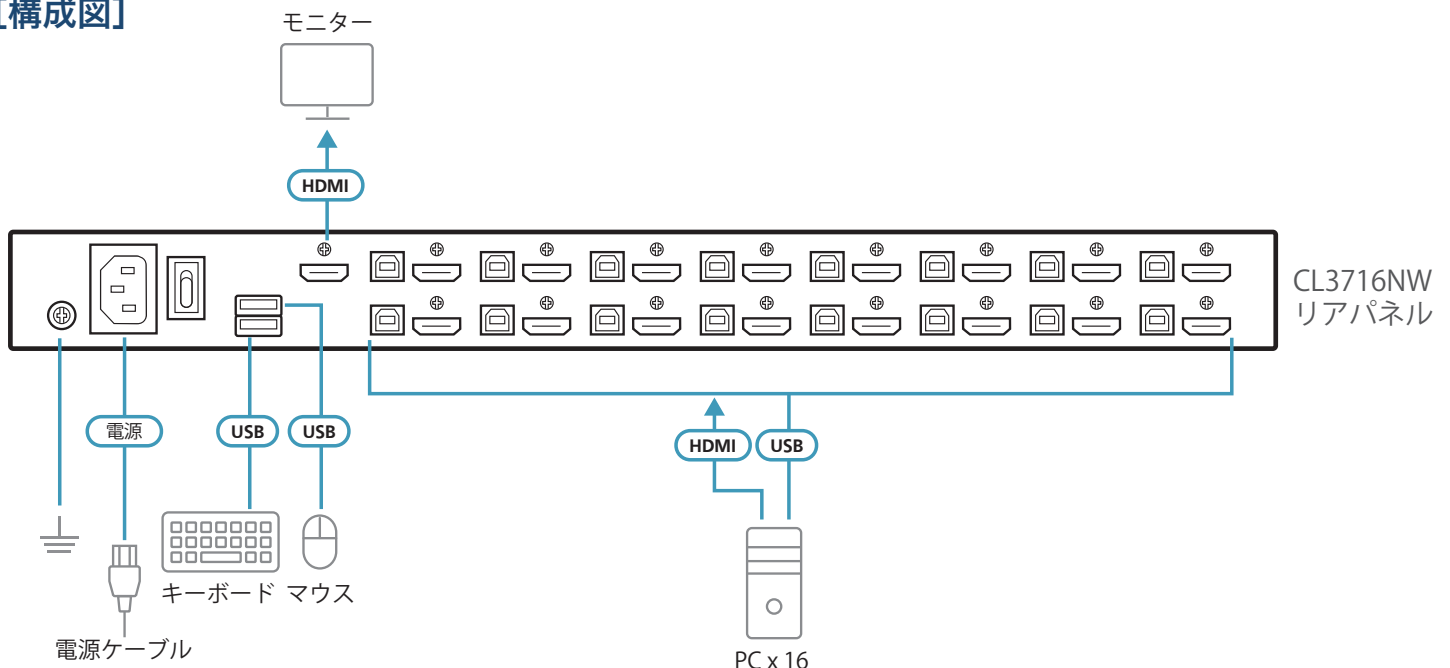 [構成図]
モニター
HDMI
CL3716NW
リアパネル
電源
USB
USB
HDMI
USB
キーボード
マウス
電源ケーブル
PC x 16